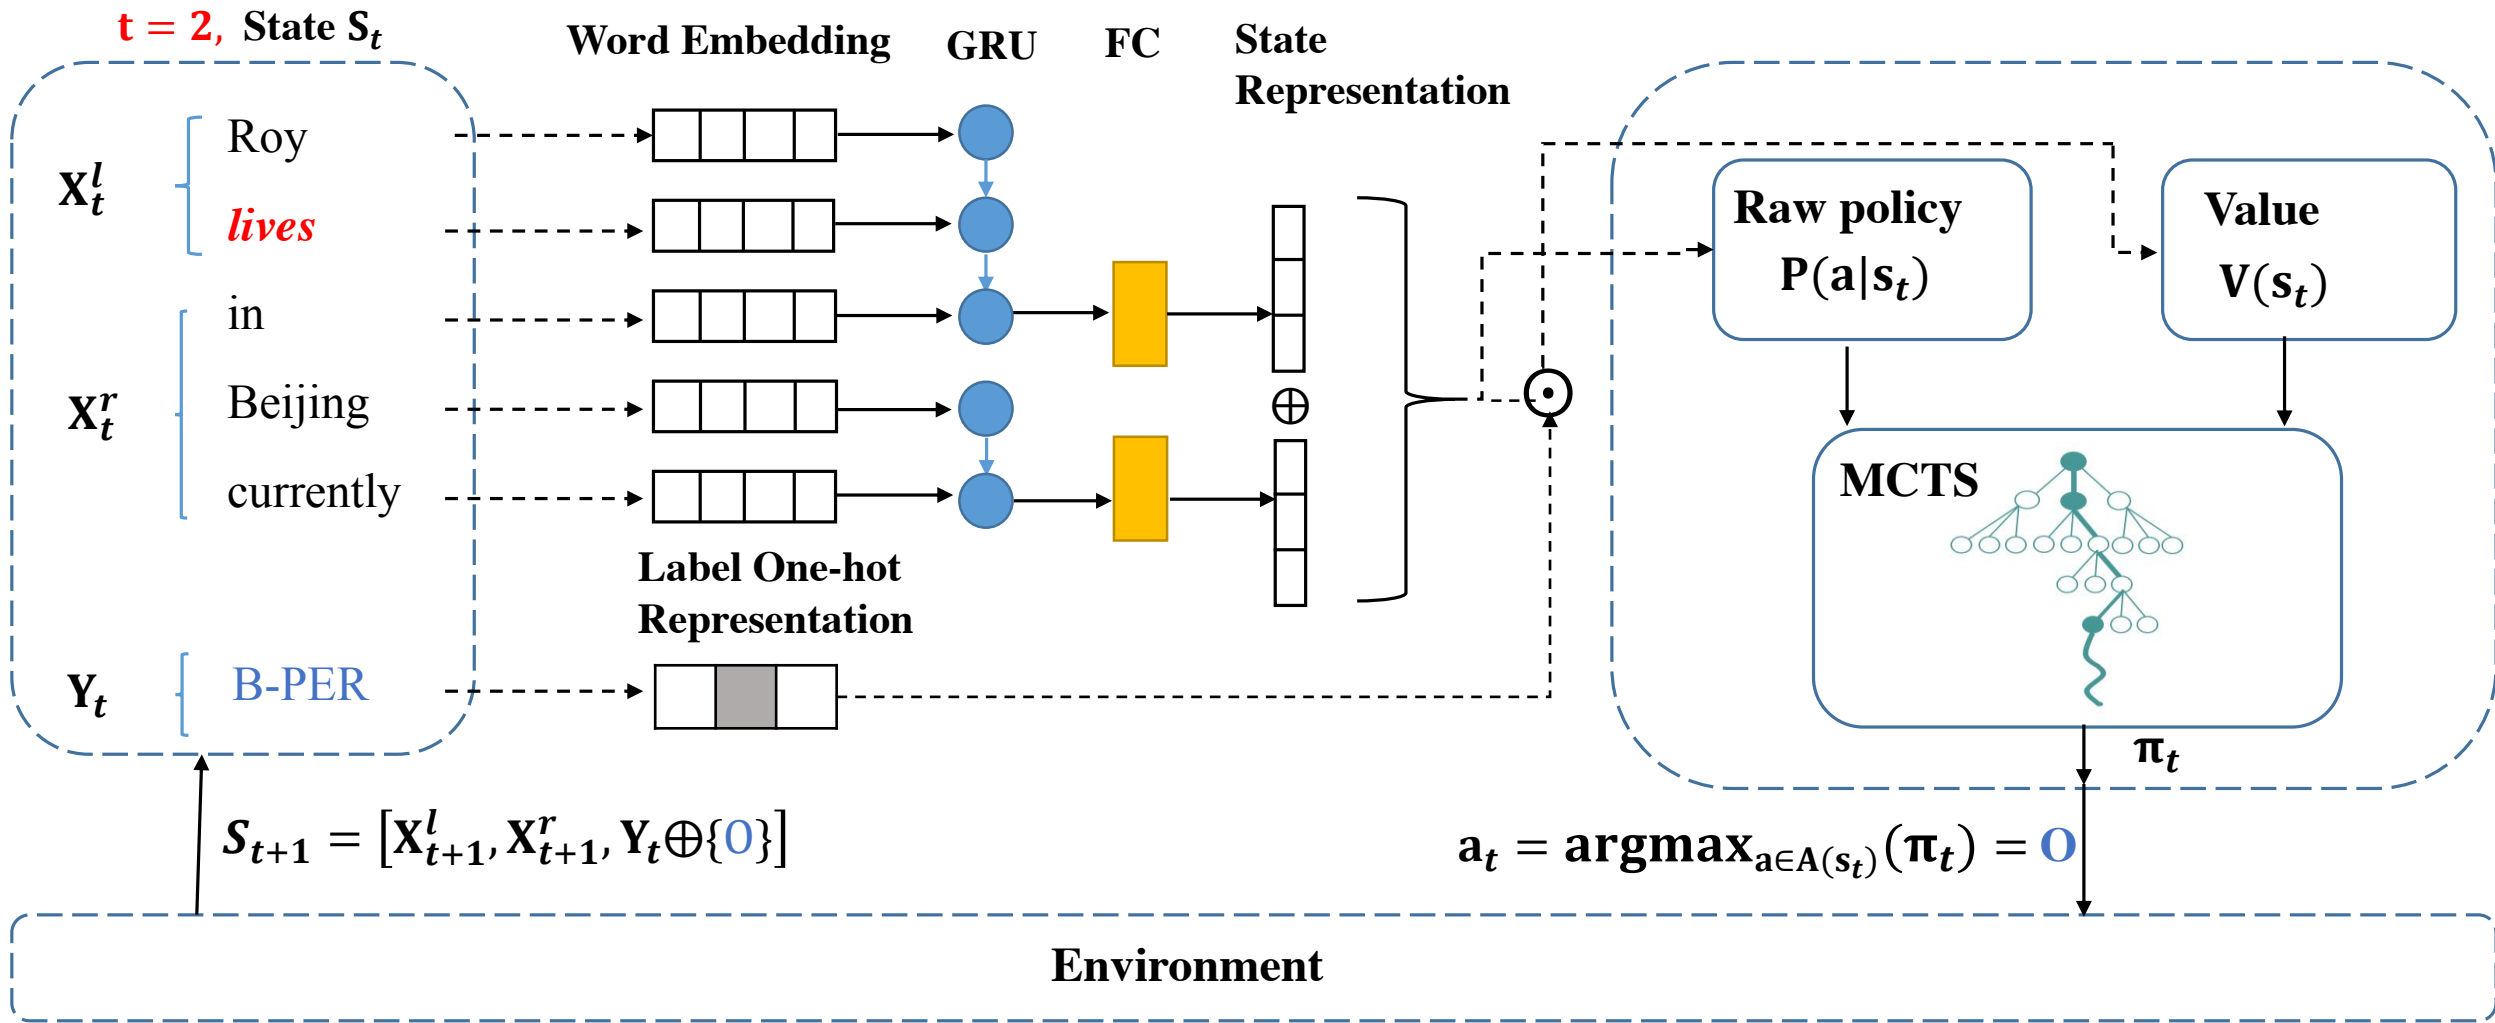 t = 2, State S_t
Word Embedding
GRU
FC
State
Representation
X_t^l
Roy
lives
X_t^r
in
Beijing
currently
Y_t
B-PER
Label One-hot
Representation
⊕
⊙
Raw policy
P(a|s_t)
Value
V(s_t)
MCTS
π_t
S_{t+1} = [X_{t+1}^l, X_{t+1}^r, Y_t⊕{O}]
a_t = argmax_{a∈A(s_t)}(π_t) = O
Environment